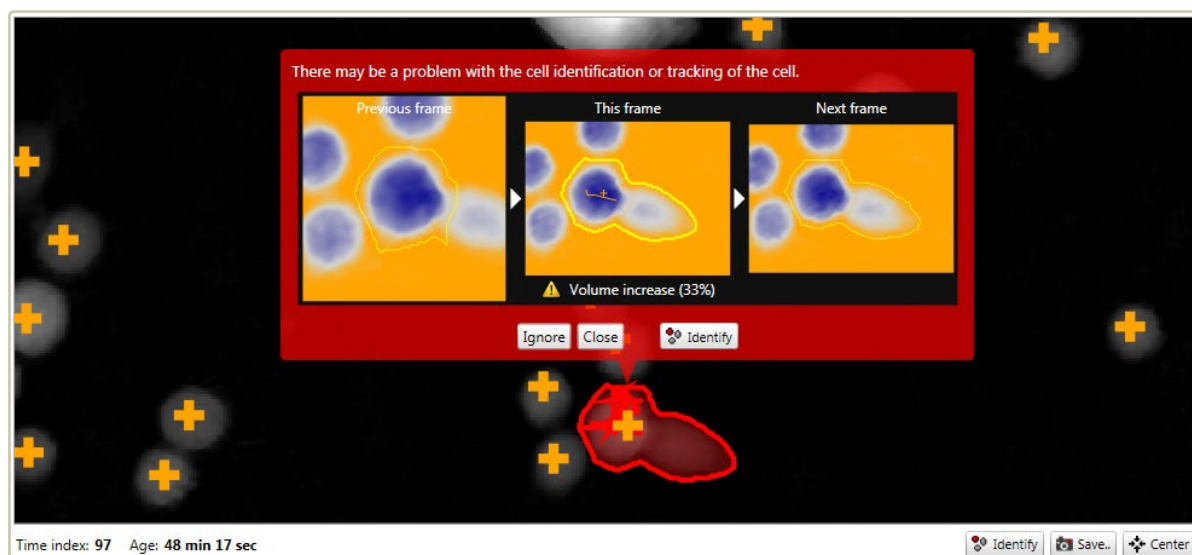 There may be a problem with the cell identification or tracking of the cell.
Previous frame
This frame
Next frame
Volume increase (33%)
Ignore
Close
Identify
Time index: 97 Age: 48 min 17 sec
Identify
Save..
Center